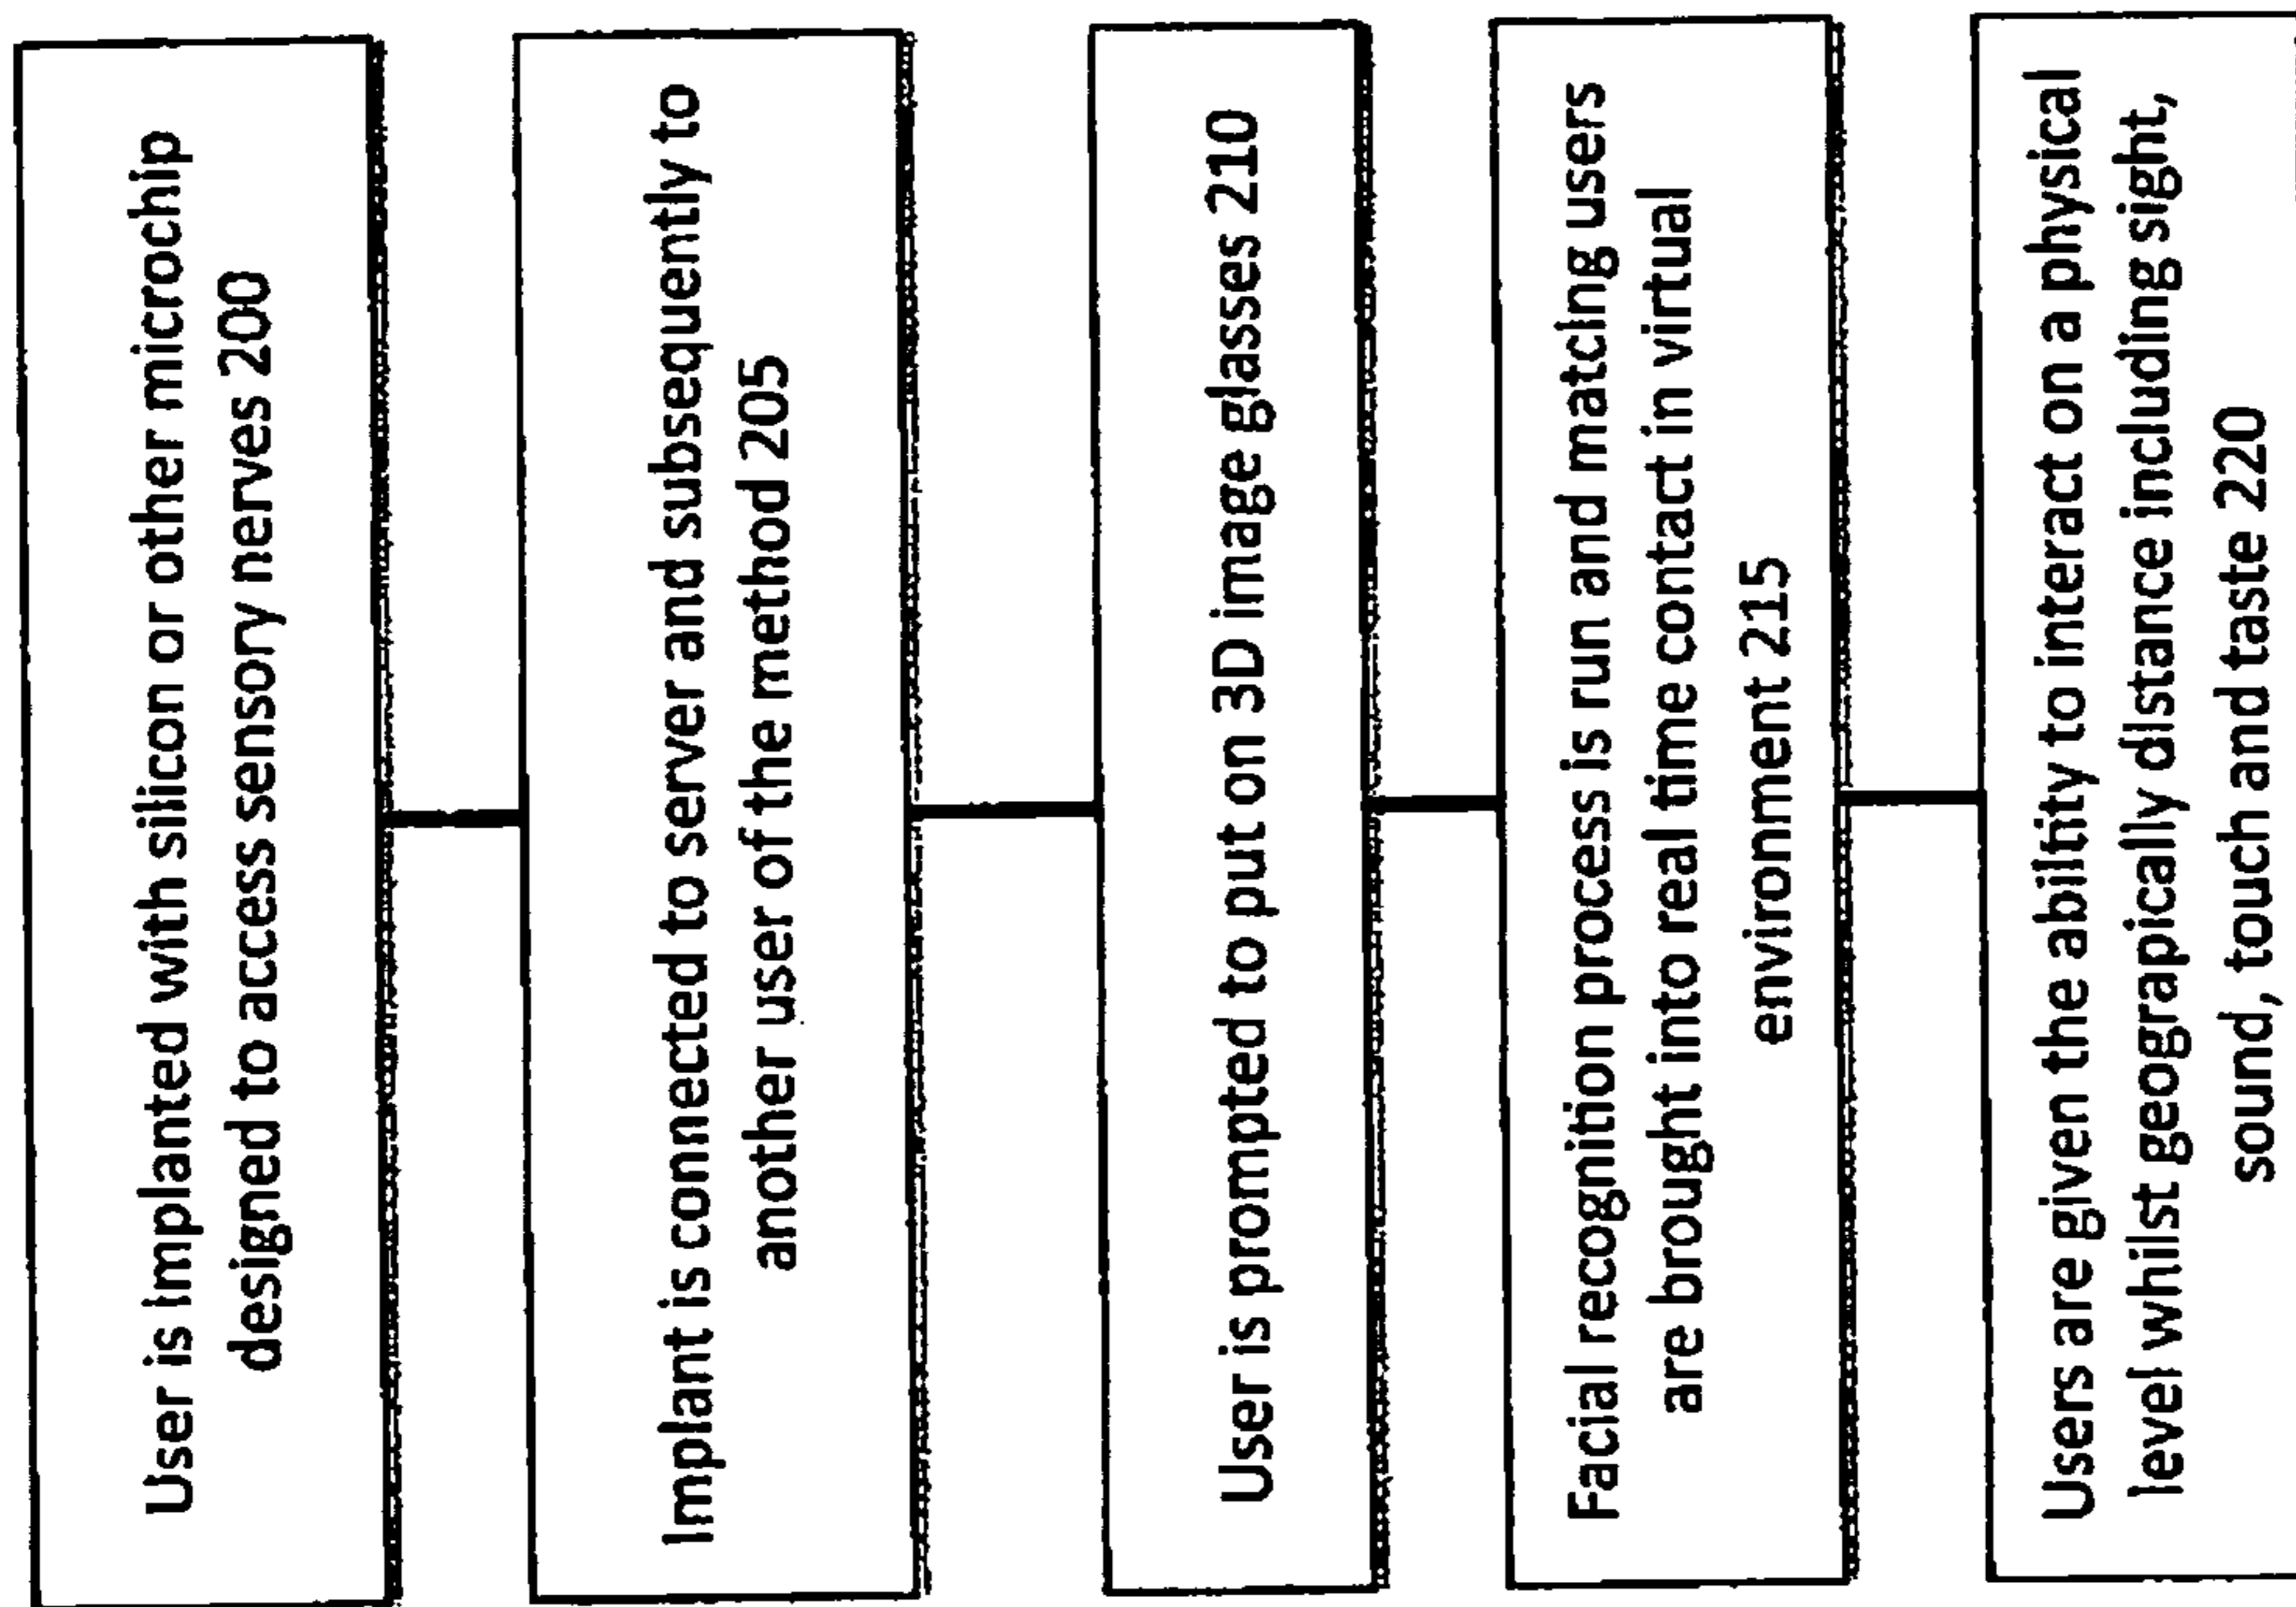 User is implanted with silicon or other microchip
designed to access sensory nerves 200
Implant is connected to server and subsequently to
another user of the method 205
User is prompted to put on 3D image glasses 210
Facial recognition process is run and matcing users
are brought into real time contact in virtual
environment 215
Users are given the ability to interact on a physical
level whilst geograpically distance including sight,
sound, touch and taste 220